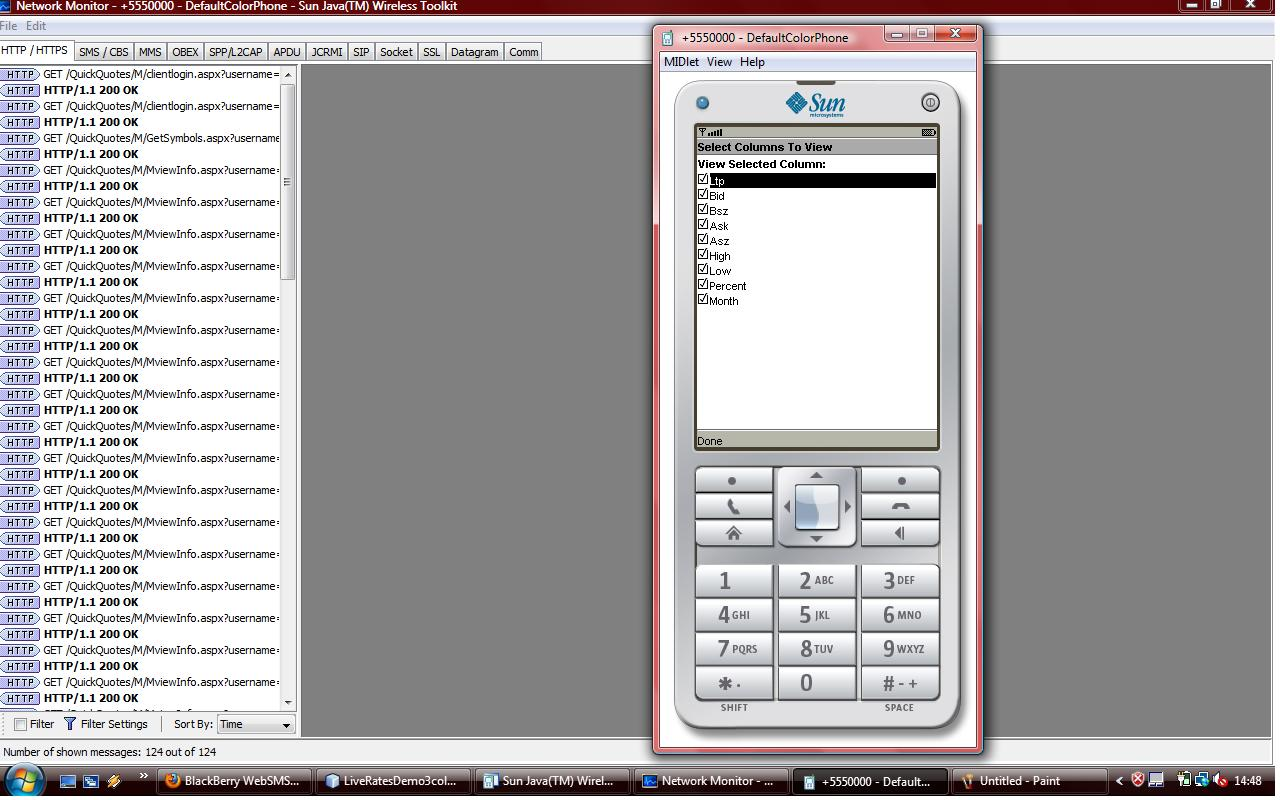 Network Monitor - +5550000 - DefaultColorPhone - Sun Java(TM) Wireless Toolkit
File Edit
HTTP / HTTPS SMS / CBS MMS OBEX SPP/L2CAP APDU JCRMI SIP Socket SSL Datagram Comm
HTTP GET /QuickQuotes/M/clientlogin.aspx?username=
HTTP HTTP/1.1 200 OK
HTTP GET /QuickQuotes/M/clientlogin.aspx?username=
HTTP HTTP/1.1 200 OK
HTTP GET /QuickQuotes/M/GetSymbols.aspx?username
HTTP HTTP/1.1 200 OK
HTTP GET /QuickQuotes/M/MviewInfo.aspx?username=
HTTP HTTP/1.1 200 OK
HTTP GET /QuickQuotes/M/MviewInfo.aspx?username=
HTTP HTTP/1.1 200 OK
HTTP GET /QuickQuotes/M/MviewInfo.aspx?username=
HTTP HTTP/1.1 200 OK
HTTP GET /QuickQuotes/M/MviewInfo.aspx?username=
HTTP HTTP/1.1 200 OK
HTTP GET /QuickQuotes/M/MviewInfo.aspx?username=
HTTP HTTP/1.1 200 OK
HTTP GET /QuickQuotes/M/MviewInfo.aspx?username=
HTTP HTTP/1.1 200 OK
HTTP GET /QuickQuotes/M/MviewInfo.aspx?username=
HTTP HTTP/1.1 200 OK
HTTP GET /QuickQuotes/M/MviewInfo.aspx?username=
HTTP HTTP/1.1 200 OK
HTTP GET /QuickQuotes/M/MviewInfo.aspx?username=
HTTP HTTP/1.1 200 OK
HTTP GET /QuickQuotes/M/MviewInfo.aspx?username=
HTTP HTTP/1.1 200 OK
HTTP GET /QuickQuotes/M/MviewInfo.aspx?username=
HTTP HTTP/1.1 200 OK
HTTP GET /QuickQuotes/M/MviewInfo.aspx?username=
HTTP HTTP/1.1 200 OK
HTTP GET /QuickQuotes/M/MviewInfo.aspx?username=
HTTP HTTP/1.1 200 OK
HTTP GET /QuickQuotes/M/MviewInfo.aspx?username=
HTTP HTTP/1.1 200 OK
HTTP GET /QuickQuotes/M/MviewInfo.aspx?username=
HTTP HTTP/1.1 200 OK
HTTP GET /QuickQuotes/M/MviewInfo.aspx?username=
HTTP HTTP/1.1 200 OK
HTTP GET /QuickQuotes/M/MviewInfo.aspx?username=
HTTP HTTP/1.1 200 OK
Filter Filter Settings Sort By: Time
Number of shown messages: 124 out of 124
+5550000 - DefaultColorPhone
MIDlet View Help
Sun
microsystems
Select Columns To View
View Selected Column:
Ltp
Bid
Bsz
Ask
Asz
High
Low
Percent
Month
Done
1 2 ABC 3 DEF
4 GHI 5 JKL 6 MNO
7 PQRS 8 TUV 9 WXYZ
* . 0 # - +
SHIFT SPACE
BlackBerry WebSMS... LiveRatesDemo3col... Sun Java(TM) Wirel... Network Monitor - ... +5550000 - Default... Untitled - Paint 14:48